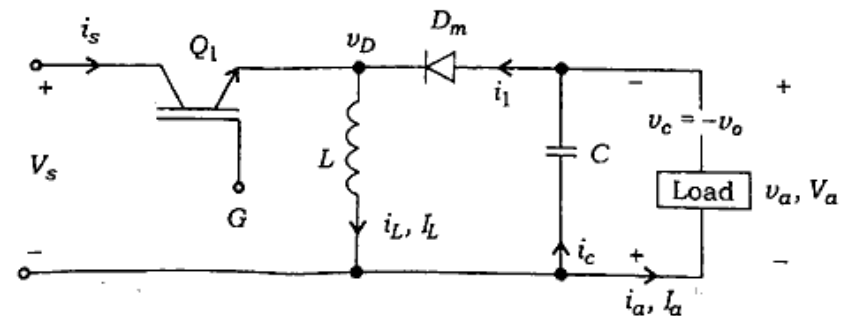 i_s
Q_1
v_D
D_m
+
i_1
−
+
v_c = −v_o
V_s
L
C
Load
v_a, V_a
G
i_L, I_L
i_c
+
−
−
i_a, I_a